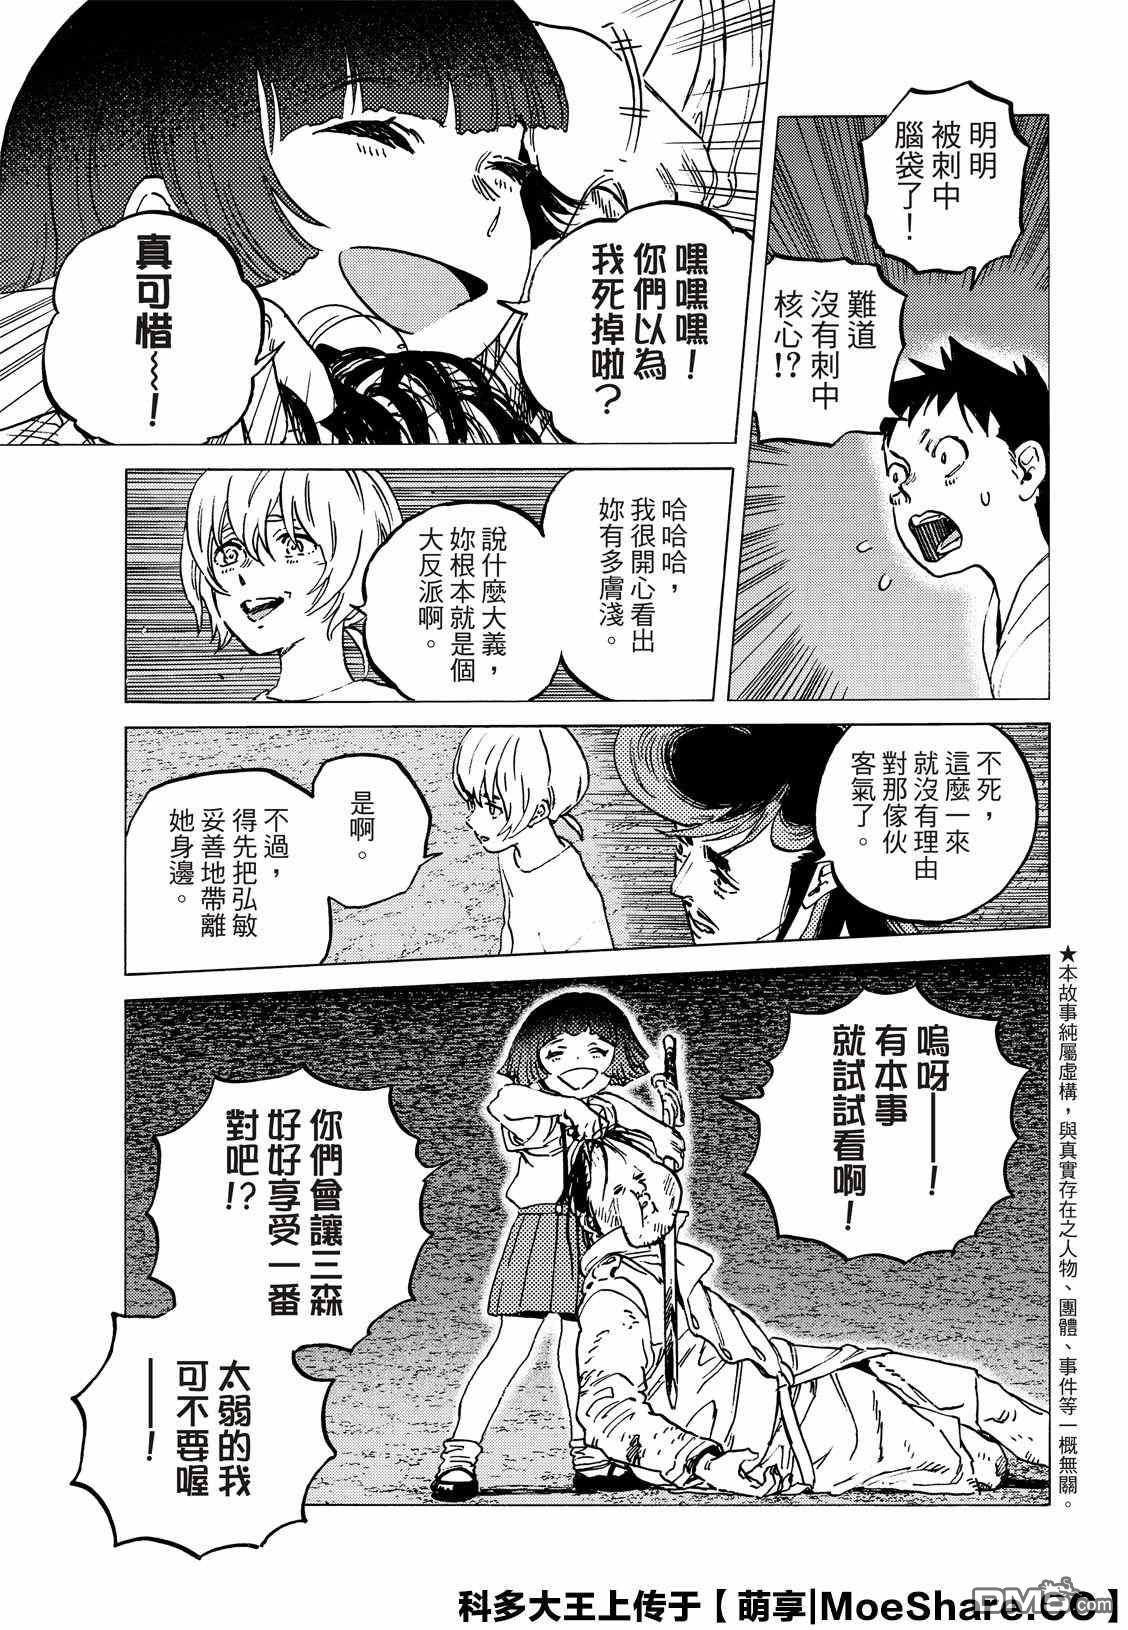 明明
被刺中
腦袋了！
難道
沒有刺中
核心!?
嘿嘿嘿！
你們以為
我死掉啦？
真可惜~~！
哈哈哈，
我很開心看出
妳有多膚淺。
說什麼大義，
妳根本就是個
大反派啊。
不死，
這麼一來
就沒有理由
對那傢伙
客氣了。
是啊。
不過，
得先把弘敏
妥善地帶離
她身邊。
嗚呀——！
有本事
就試試看啊！
你們會讓三森
好好享受一番
對吧!?
太弱的我
可不要喔
——！
★本故事純屬虛構，與真實存在之人物、團體、事件等一概無關。
科多大王上传于【萌享|MoeShare.CC】